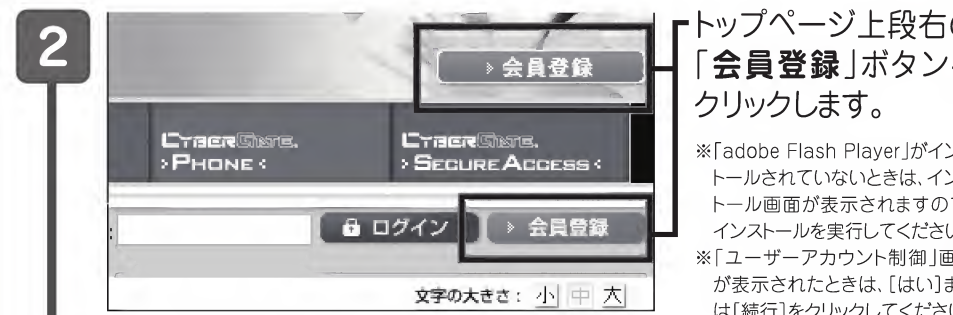 2
会員登録
CYBERGATE.
>PHONE<
CYBERGATE.
>SECUREACCESS<
ログイン
会員登録
文字の大きさ： 小 中 大
トップページ上段右
「会員登録」ボタン
クリックします。
※「adobe Flash Player」がイン
トールされていないときは、イン
トール画面が表示されますの
インストールを実行してくださ
※「ユーザーアカウント制御」画
が表示されたときは、[はい]ま
は[続行]をクリックしてくださ